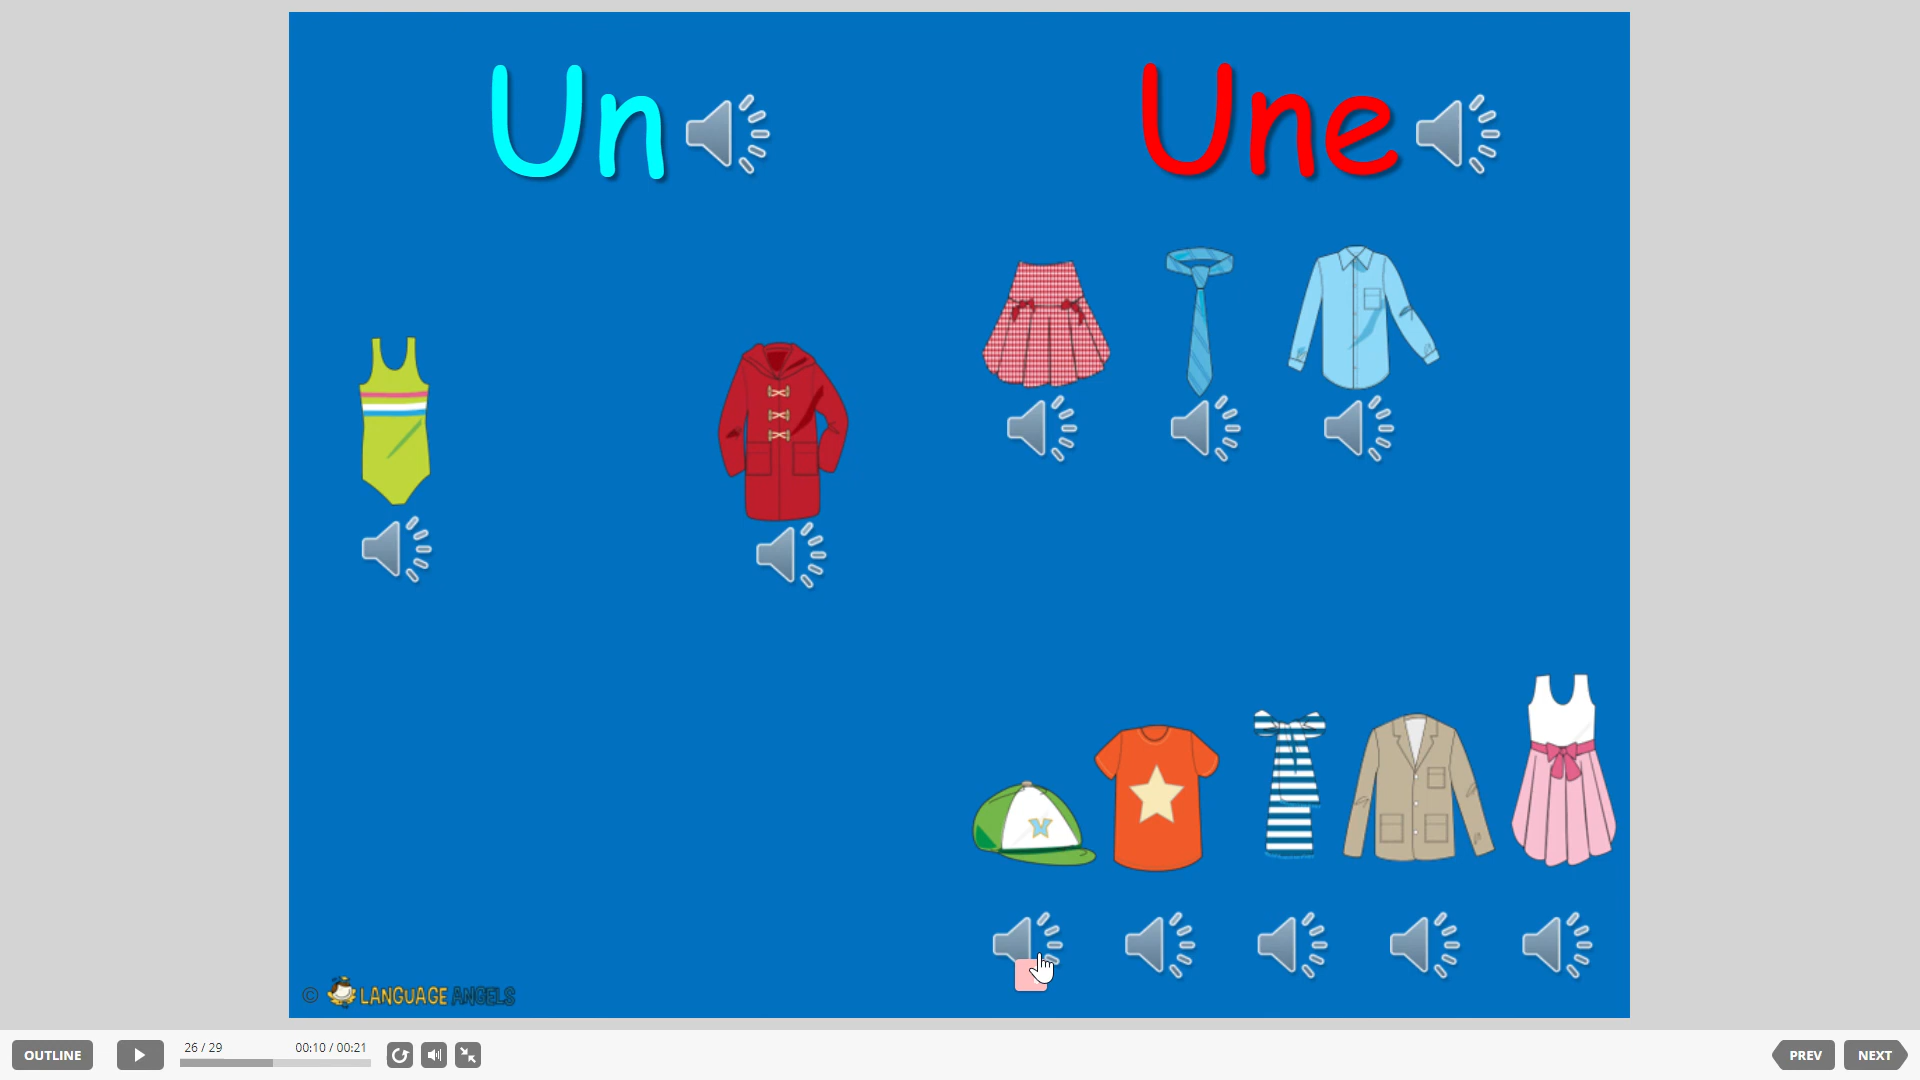 Un
Une
© LANGUAGE ANGELS
OUTLINE
26 / 29
00:10 / 00:21
PREV
NEXT